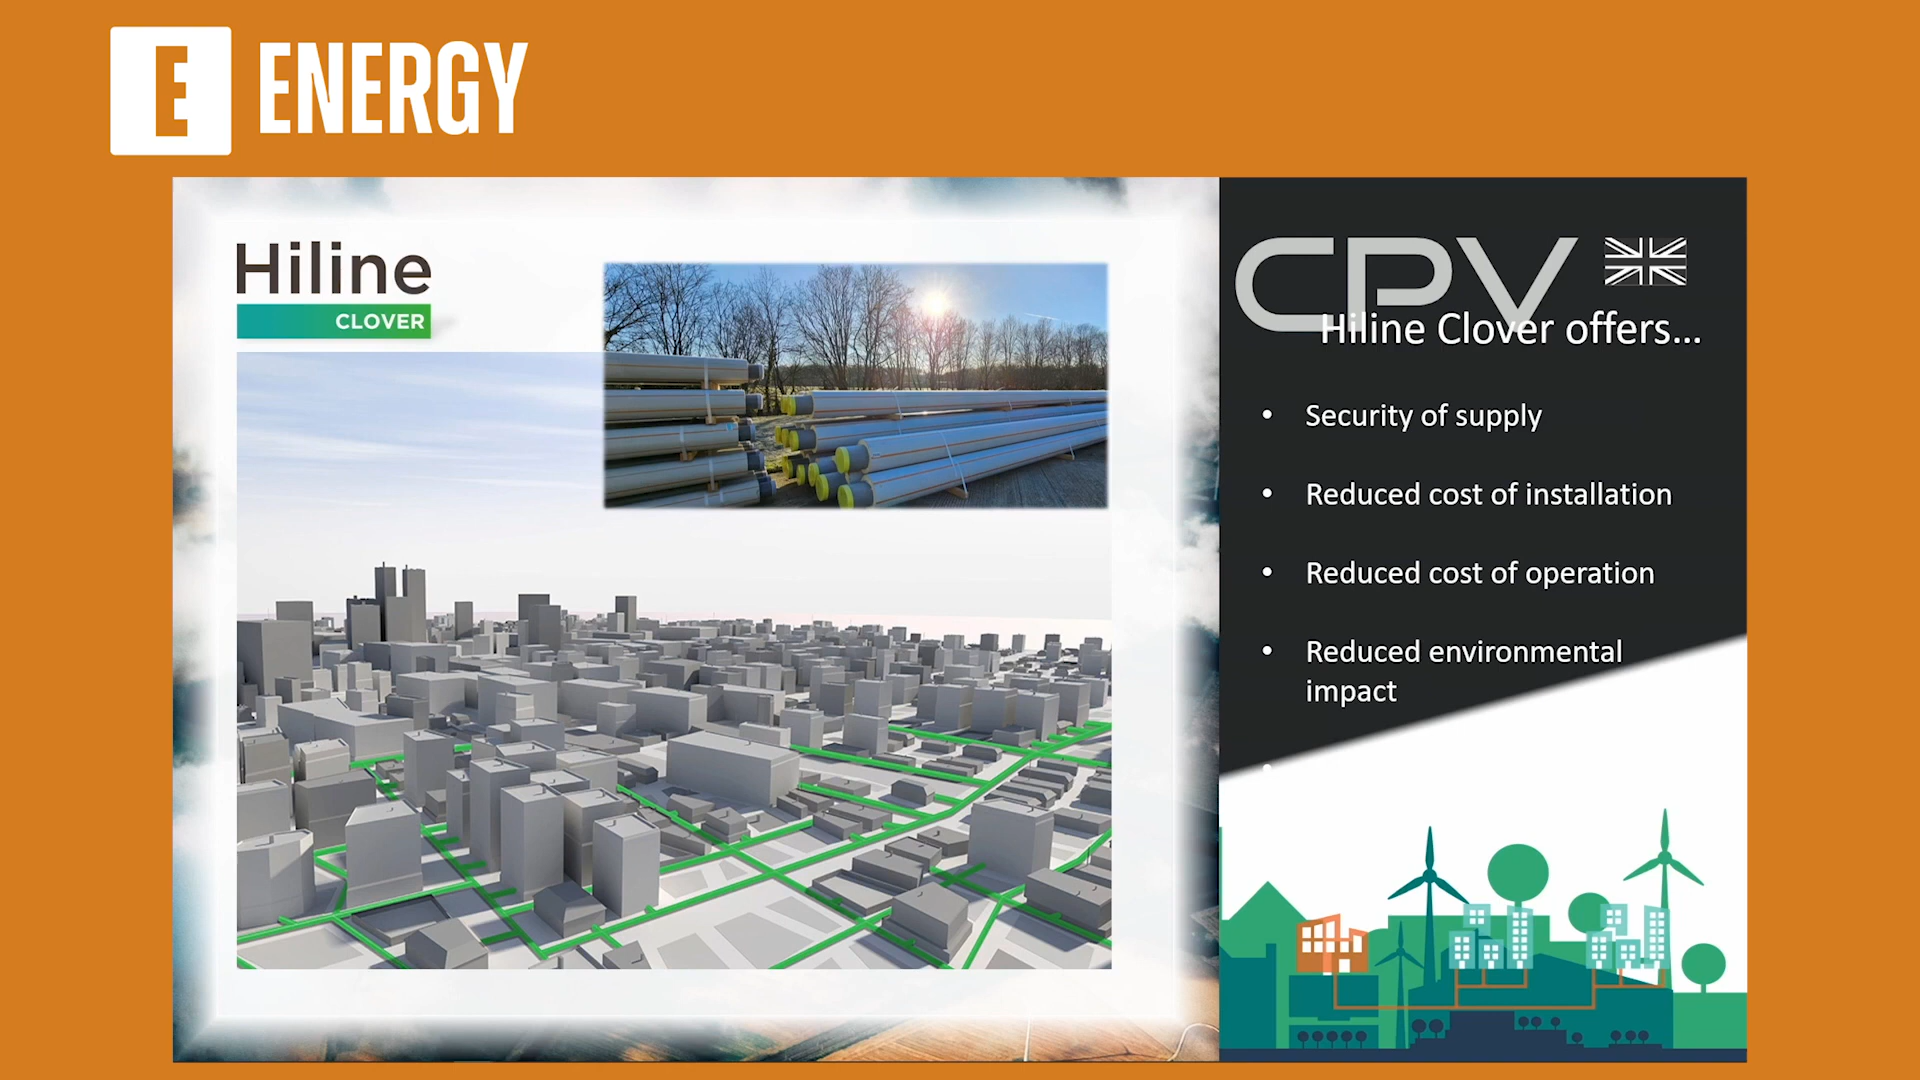 E ENERGY
Hiline
CLOVER
CPV
Hiline Clover offers...
• Security of supply
• Reduced cost of installation
• Reduced cost of operation
• Reduced environmental
impact